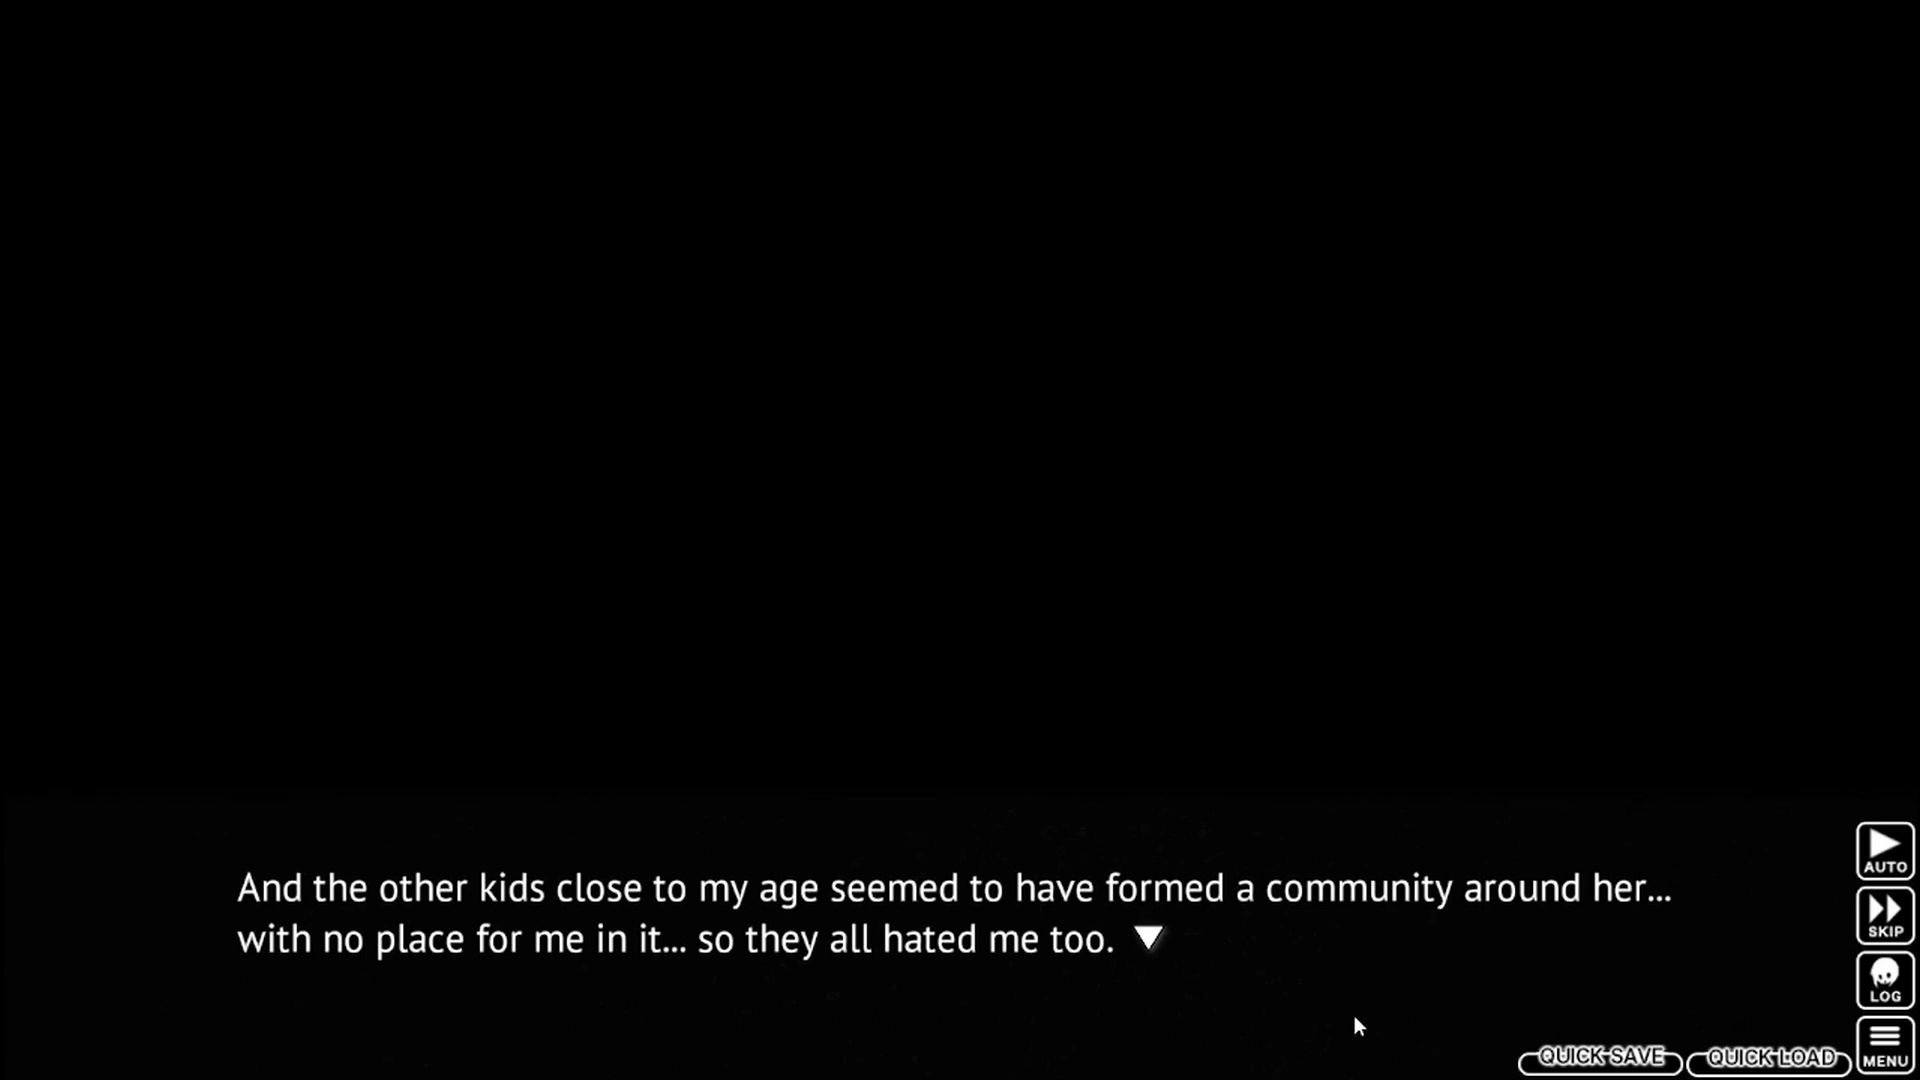 And the other kids close to my age seemed to have formed a community around her...
with no place for me in it... so they all hated me too.
AUTO
SKIP
LOG
MENU
QUICK SAVE
QUICK LOAD